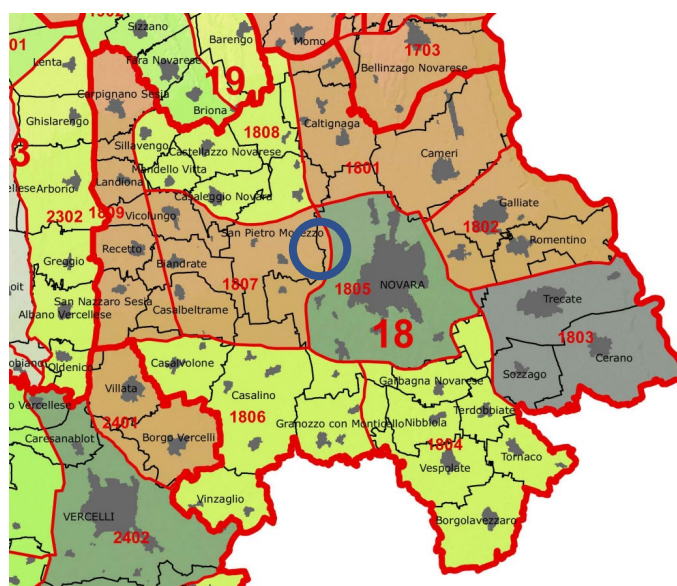 Sizzano
Barengo
Momo
1703
01
Lenta
Fara Novarese
19
Bellinzago Novarese
Carpignano Sesia
Briona
Ghislarengo
1808
Caltignaga
Sillavengo
Castellazzo Novarese
Cameri
3
Mandello Vitta
1801
Landiona
Arborio
Casaleggio Novara
Galliate
2302
1809
Vicolungo
1802
San Pietro Mosezzo
Romentino
Recetto
Greggio
Biandrate
1807
1805
NOVARA
San Nazzaro Sesia
Trecate
Albano Vercellese
Casalbeltrame
18
1803
Oldenico
Casalvolone
Cerano
Sozzago
Garbagna Novarese
Villata
Casalino
o Vercellese
Terdobbiate
1806
2401
Granozzo con Monticello
Nibbiola
Caresanablot
Borgo Vercelli
1804
Tornaco
Vespolate
Vinzaglio
VERCELLI
Borgolavezzaro
2402